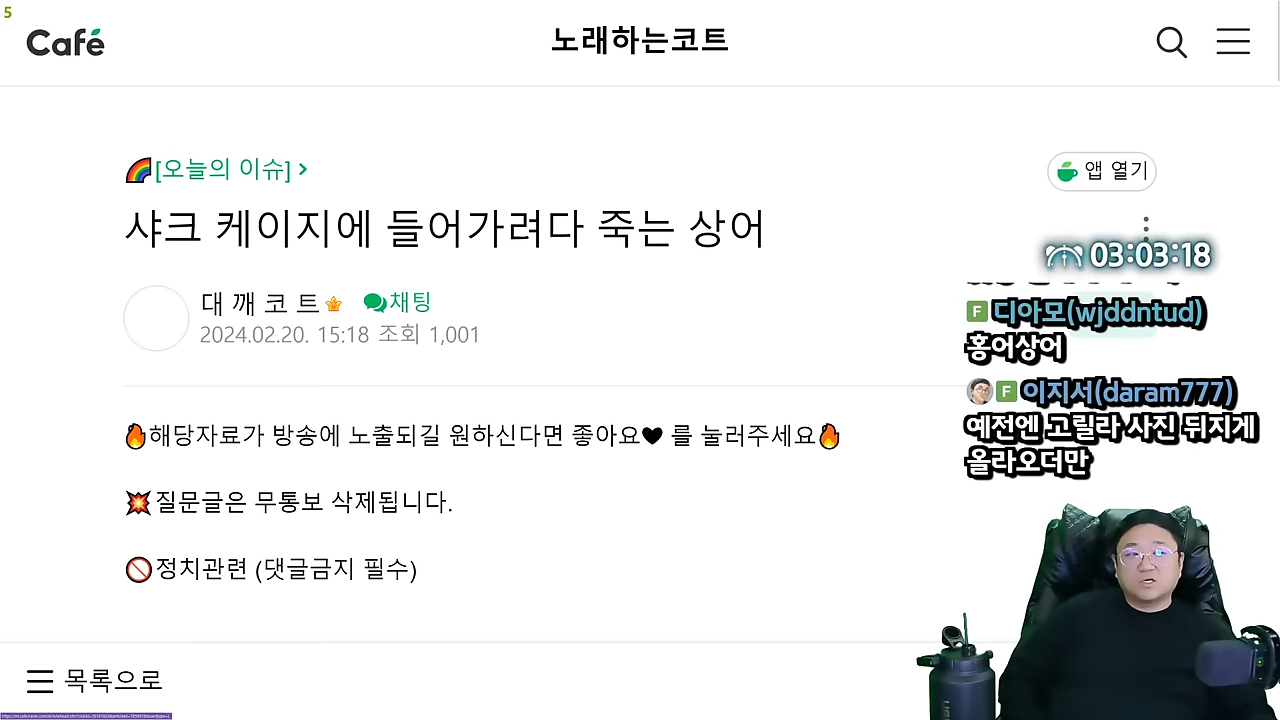 5
Café
노래하는코트
🌈[오늘의 이슈] >
앱 열기
샤크 케이지에 들어가려다 죽는 상어
03:03:18
대 깨 코 트 채팅
2024.02.20. 15:18 조회 1,001
F 디아모(wjddntud)
홍어상어
F 이지서(daram777)
예전엔 고릴라 사진 뒤지게
올라오더만
🔥해당자료가 방송에 노출되길 원하신다면 좋아요🖤 를 눌러주세요🔥
💥질문글은 무통보 삭제됩니다.
🚫정치관련 (댓글금지 필수)
목록으로